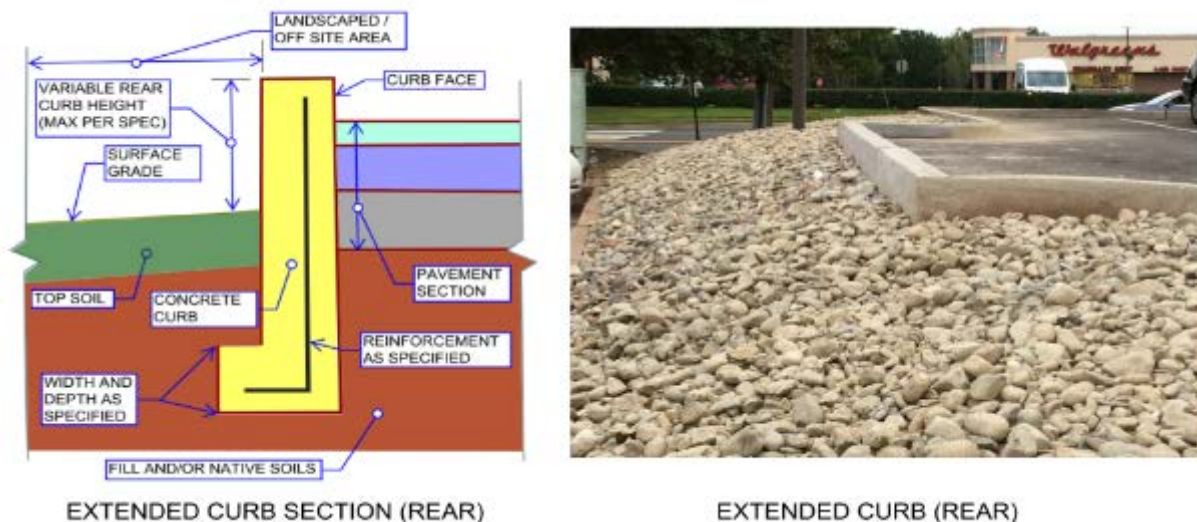 LANDSCAPED /
OFF SITE AREA
VARIABLE REAR
CURB HEIGHT
(MAX PER SPEC)
CURB FACE
SURFACE
GRADE
TOP SOIL
CONCRETE
CURB
PAVEMENT
SECTION
REINFORCEMENT
AS SPECIFIED
WIDTH AND
DEPTH AS
SPECIFIED
FILL AND/OR NATIVE SOILS
EXTENDED CURB SECTION (REAR)
Walgreens
EXTENDED CURB (REAR)